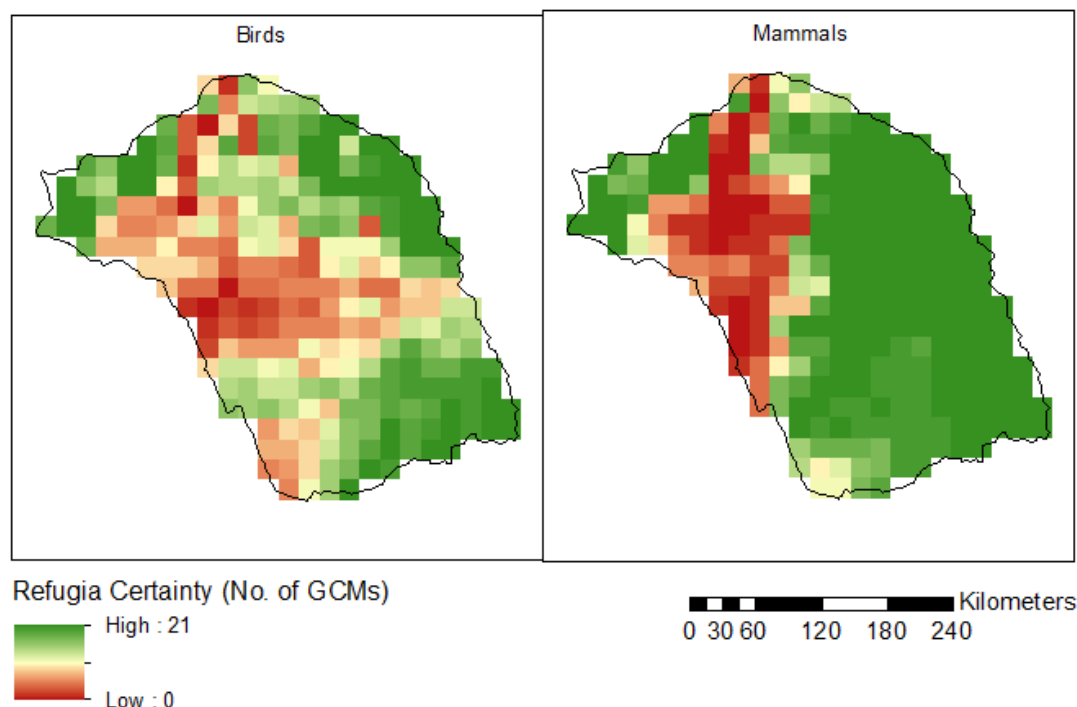 Birds
Mammals
Refugia Certainty (No. of GCMs)
High : 21
Low : 0
Kilometers
0 30 60 120 180 240